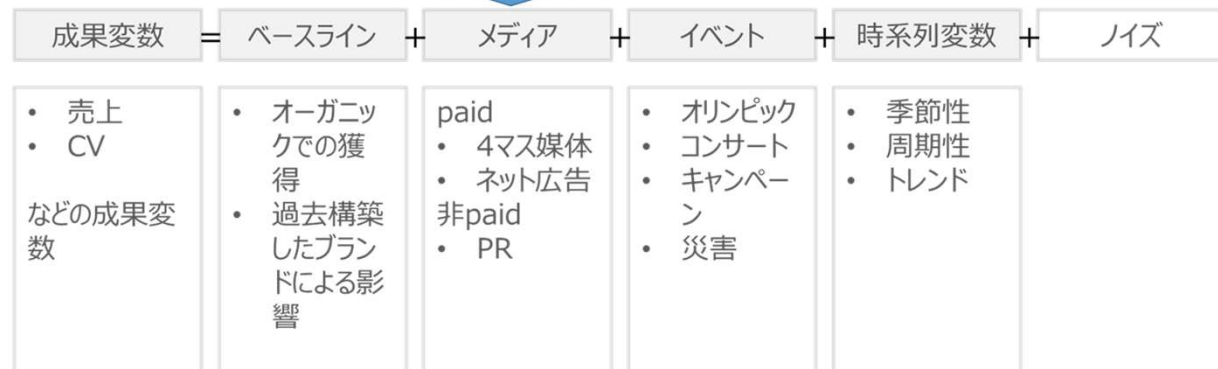 成果変数 = ベースライン + メディア + イベント + 時系列変数 + ノイズ
• 売上
• CV
などの成果変
数
• オーガニッ
クでの獲
得
• 過去構築
したブラン
ドによる影
響
paid
• 4マス媒体
• ネット広告
非paid
• PR
• オリンピック
• コンサート
• キャンペー
ン
• 災害
• 季節性
• 周期性
• トレンド